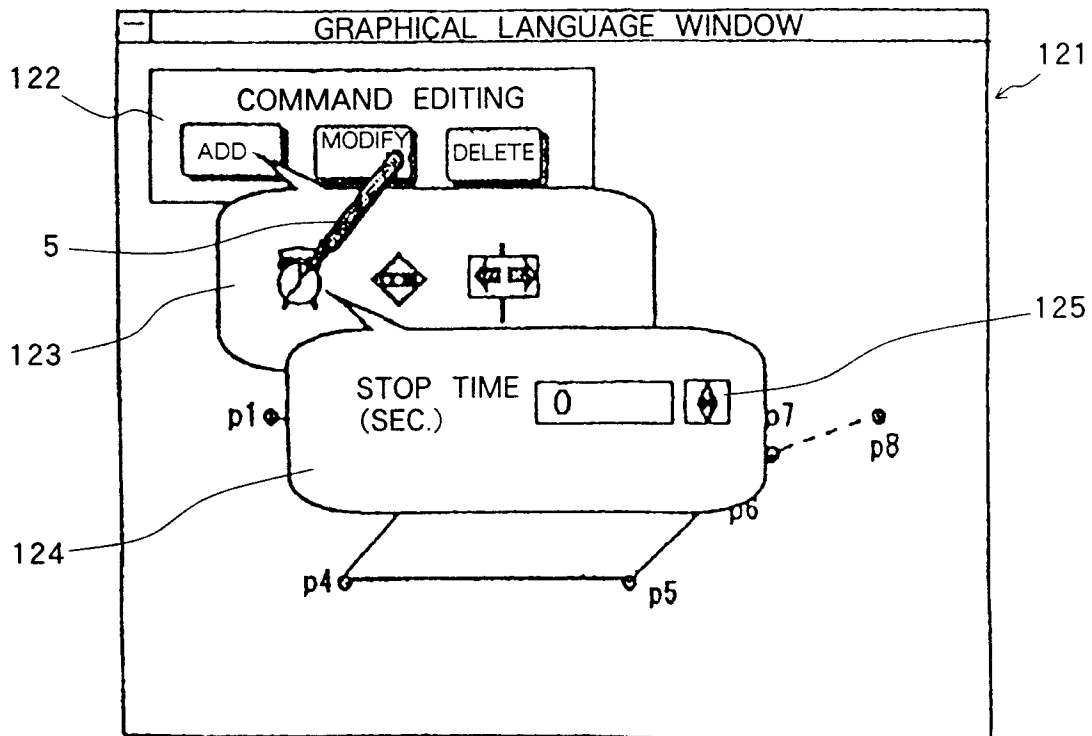 GRAPHICAL LANGUAGE WINDOW
121
122
COMMAND EDITING
ADD
MODIFY
DELETE
5
123
125
STOP TIME
(SEC.)
0
p1
p7
p8
p6
124
p4
p5